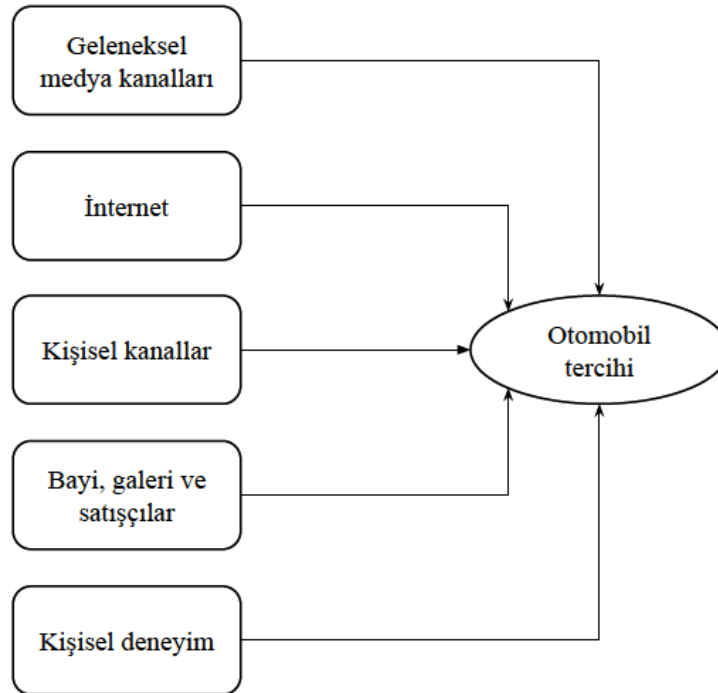 Geleneksel
medya kanalları
İnternet
Kişisel kanallar
Otomobil
tercihi
Bayi, galeri ve
satışçılar
Kişisel deneyim